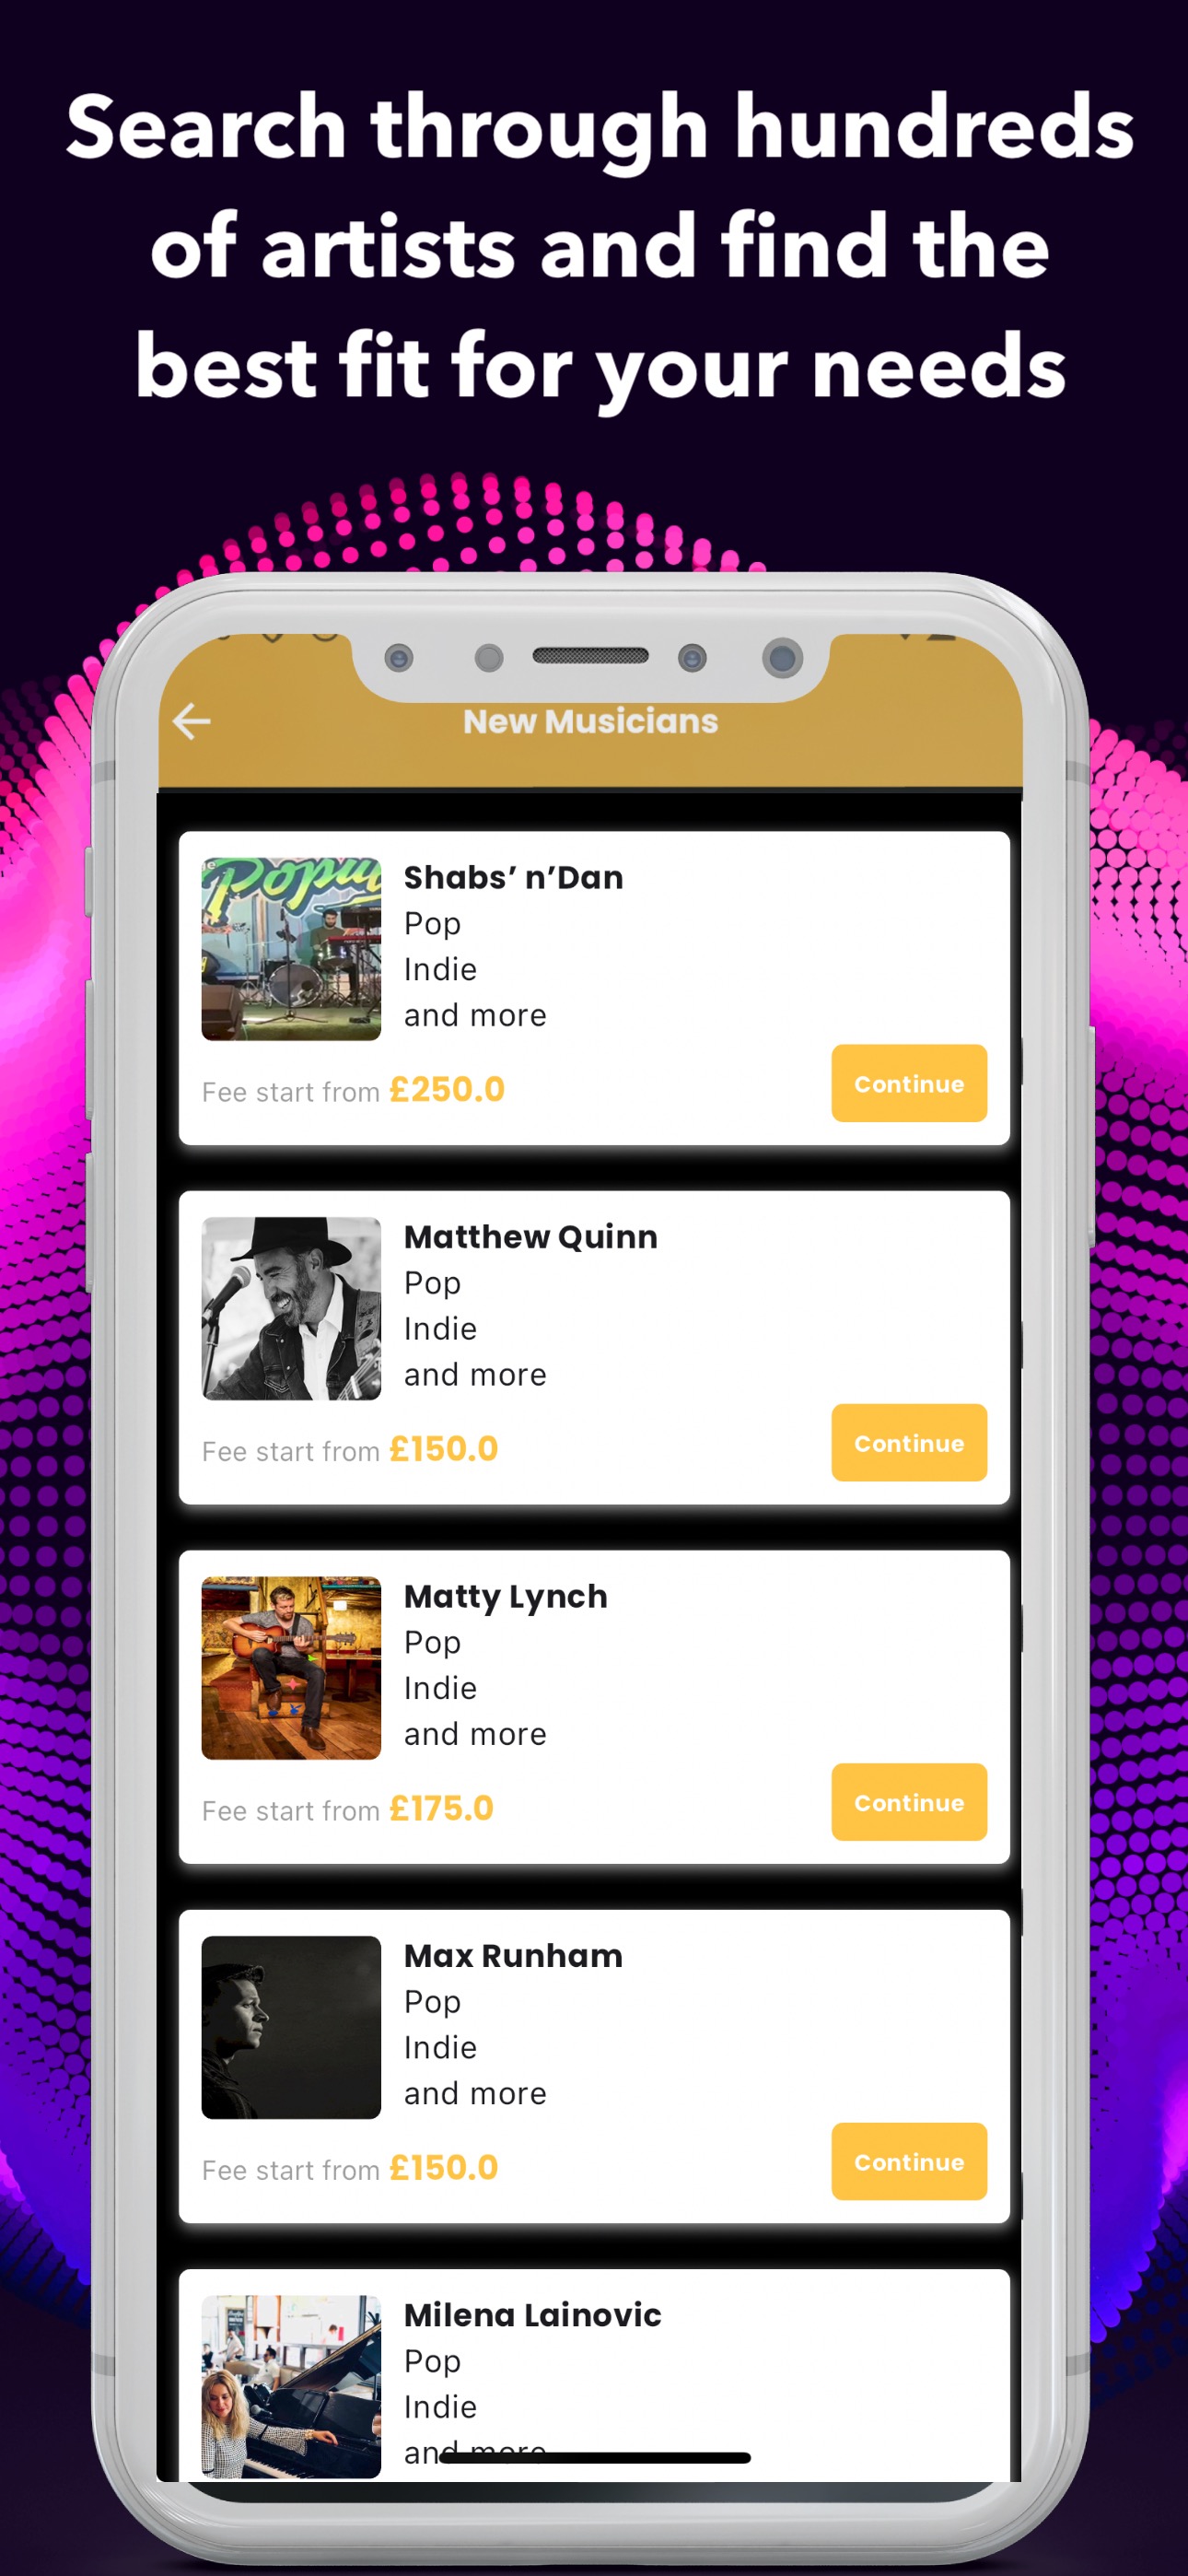 Search through hundreds
of artists and find the
best fit for your needs
New Musicians
Popu
Shabs’ n’Dan
Pop
Indie
and more
Fee start from £250.0
Continue
Matthew Quinn
Pop
Indie
and more
Fee start from £150.0
Continue
Matty Lynch
Pop
Indie
and more
Fee start from £175.0
Continue
Max Runham
Pop
Indie
and more
Fee start from £150.0
Continue
Milena Lainovic
Pop
Indie
and more